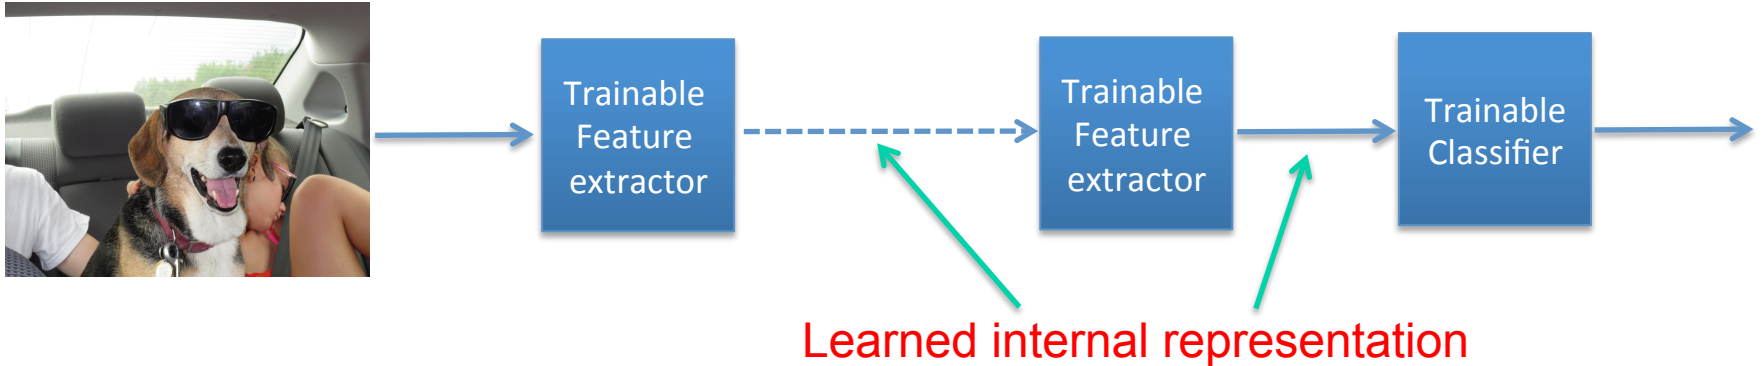 Trainable
Feature
extractor
Trainable
Feature
extractor
Trainable
Classifier
Learned internal representation